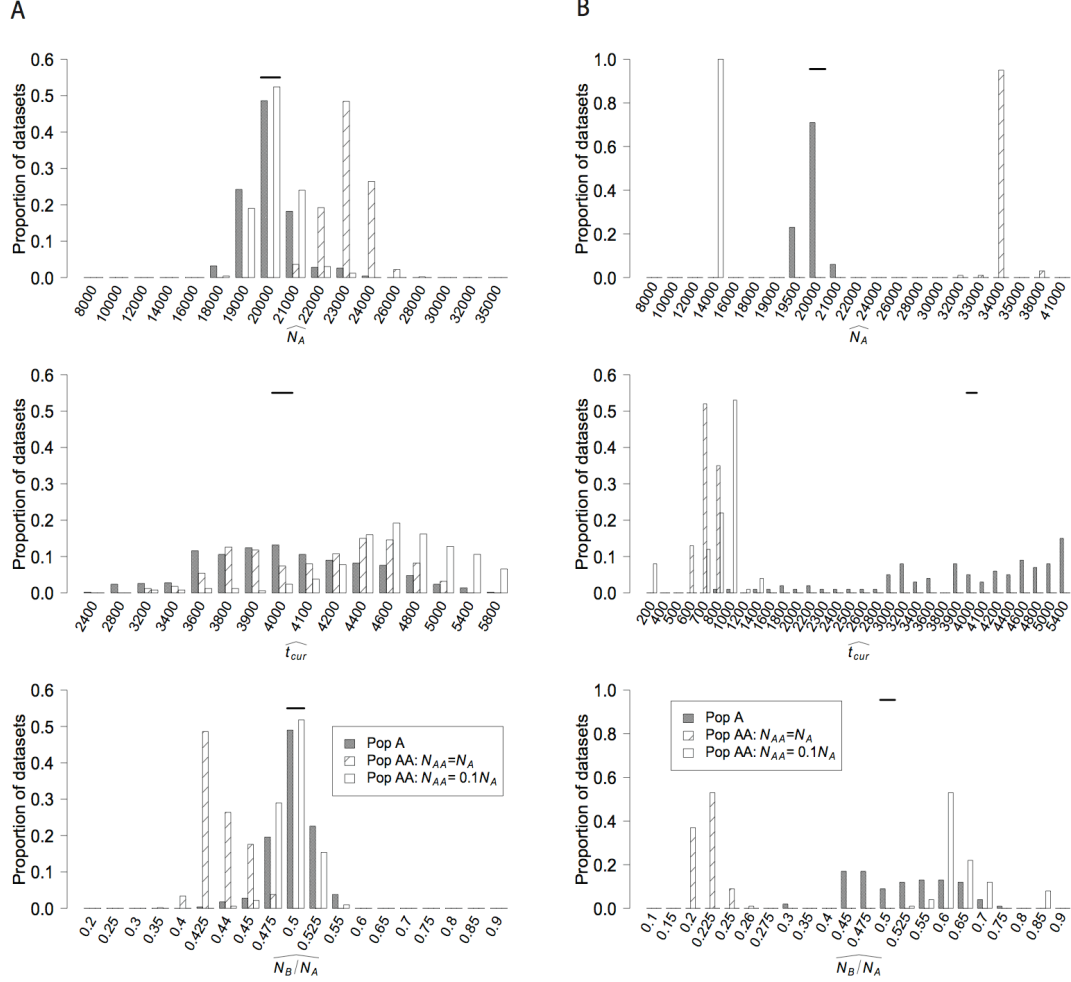 A
Proportion of datasets
0.6
0.5
0.4
0.3
0.2
0.1
0.0
8000 10000 12000 14000 16000 18000 19000 20000 21000 22000 23000 24000 26000 28000 30000 32000 35000
N_A
Proportion of datasets
0.6
0.5
0.4
0.3
0.2
0.1
0.0
2400 2800 3200 3400 3600 3800 3900 4000 4100 4200 4400 4600 4800 5000 5400 5800
t_cur
Proportion of datasets
0.6
0.5
0.4
0.3
0.2
0.1
0.0
Pop A
Pop AA: N_AA=N_A
Pop AA: N_AA= 0.1N_A
0.2 0.25 0.3 0.35 0.4 0.425 0.44 0.45 0.475 0.5 0.525 0.55 0.6 0.65 0.7 0.75 0.8 0.85 0.9
N_B/N_A
B
Proportion of datasets
1.0
0.8
0.6
0.4
0.2
0.0
8000 10000 12000 14000 16000 18000 19000 19500 20000 21000 22000 24000 26000 28000 30000 32000 33000 34000 35000 38000 41000
N_A
Proportion of datasets
0.6
0.5
0.4
0.3
0.2
0.1
0.0
200 400 500 600 700 800 1000 1200 1400 1600 1800 2000 2200 2300 2400 2500 2600 2800 3000 3200 3400 3600 3800 3900 4000 4100 4200 4400 4600 4800 5000 5400
t_cur
Proportion of datasets
1.0
0.8
0.6
0.4
0.2
0.0
Pop A
Pop AA: N_AA=N_A
Pop AA: N_AA= 0.1N_A
0.1 0.15 0.2 0.225 0.25 0.26 0.275 0.3 0.35 0.4 0.45 0.475 0.5 0.525 0.55 0.6 0.65 0.7 0.75 0.8 0.85 0.9
N_B/N_A